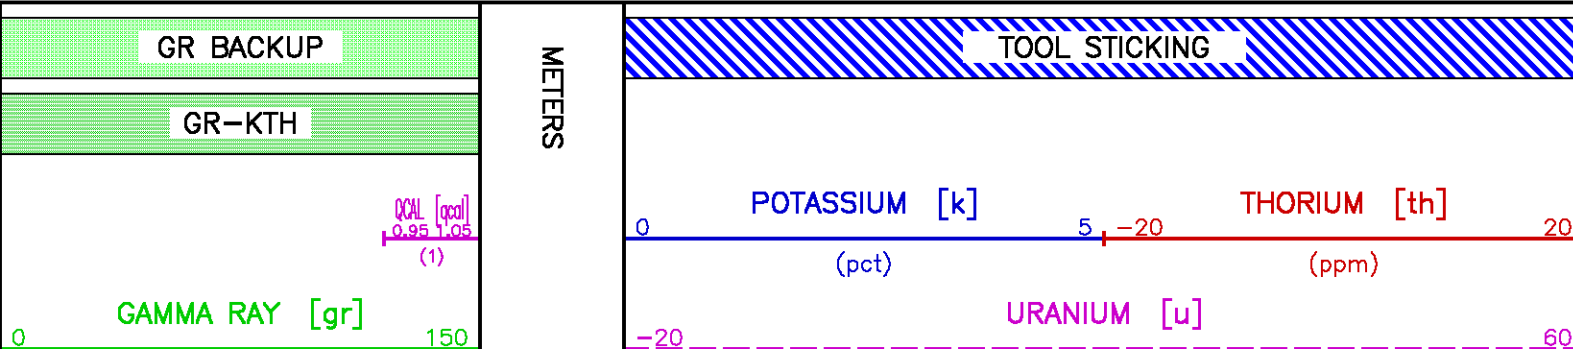 GR BACKUP
GR-KTH
QCAL [qcal]
0.95 1.05
(1)
GAMMA RAY [gr]
0 150
METERS
TOOL STICKING
POTASSIUM [k]
0 5
(pct)
THORIUM [th]
-20 20
(ppm)
URANIUM [u]
-20 60